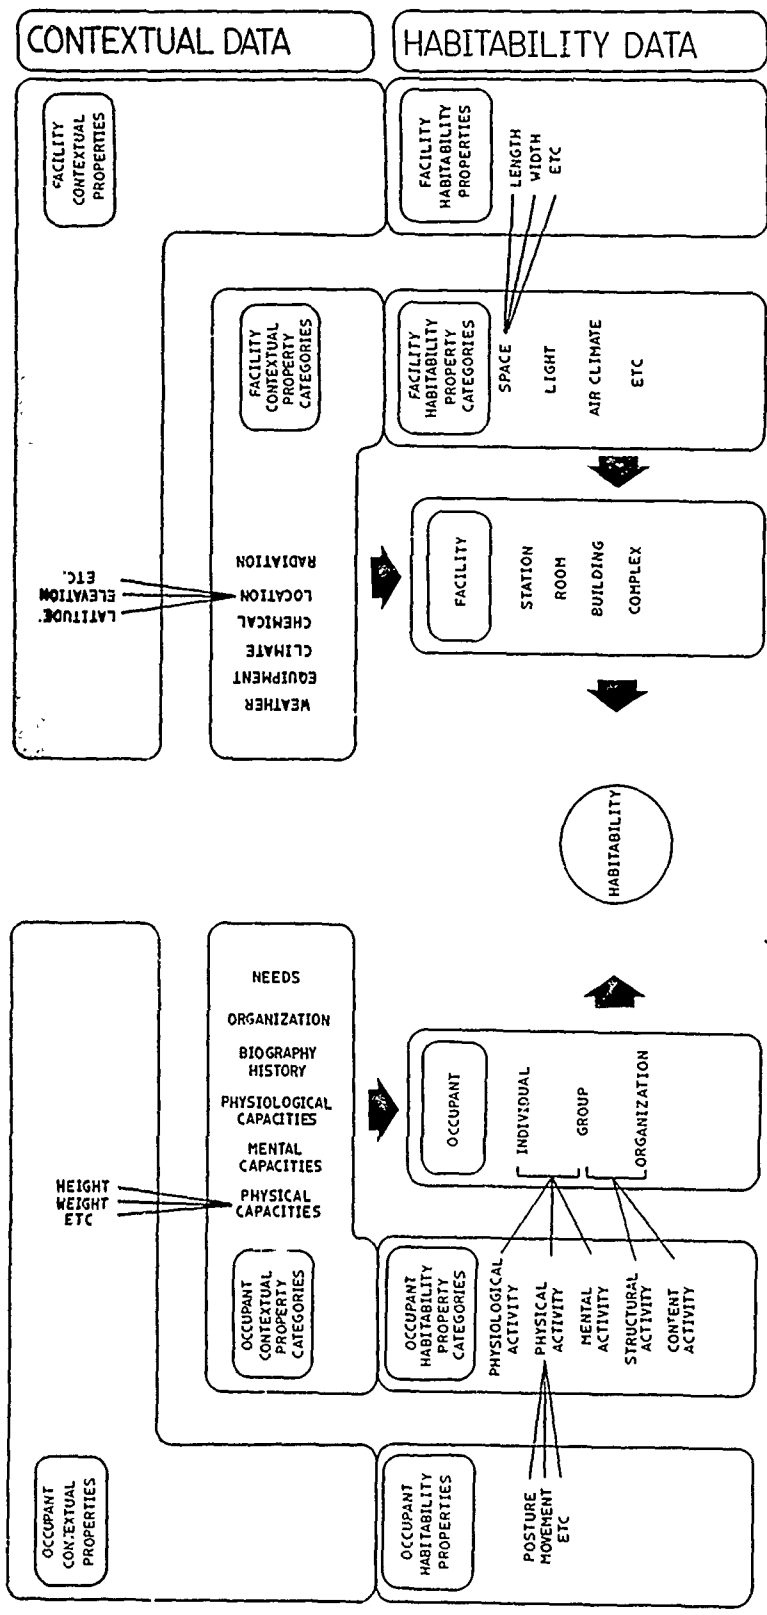 CONTEXTUAL DATA
HABITABILITY DATA
FACILITY
CONTEXTUAL
PROPERTIES
FACILITY
HABITABILITY
PROPERTIES
LENGTH
WIDTH
ETC
FACILITY
CONTEXTUAL
PROPERTY
CATEGORIES
FACILITY
HABITABILITY
PROPERTY
CATEGORIES
SPACE
LIGHT
AIR CLIMATE
ETC
LATITUDE
ELEVATION
ETC.
WEATHER
EQUIPMENT
CLIMATE
CHEMICAL
LOCATION
RADIATION
FACILITY
STATION
ROOM
BUILDING
COMPLEX
HABITABILITY
NEEDS
ORGANIZATION
BIOGRAPHY
HISTORY
PHYSIOLOGICAL
CAPACITIES
MENTAL
CAPACITIES
PHYSICAL
CAPACITIES
HEIGHT
WEIGHT
ETC
OCCUPANT
INDIVIDUAL
GROUP
ORGANIZATION
OCCUPANT
CONTEXTUAL
PROPERTY
CATEGORIES
OCCUPANT
HABITABILITY
PROPERTY
CATEGORIES
PHYSIOLOGICAL
ACTIVITY
PHYSICAL
ACTIVITY
MENTAL
ACTIVITY
STRUCTURAL
ACTIVITY
CONTENT
ACTIVITY
OCCUPANT
CONTEXTUAL
PROPERTIES
OCCUPANT
HABITABILITY
PROPERTIES
POSTURE
MOVEMENT
ETC